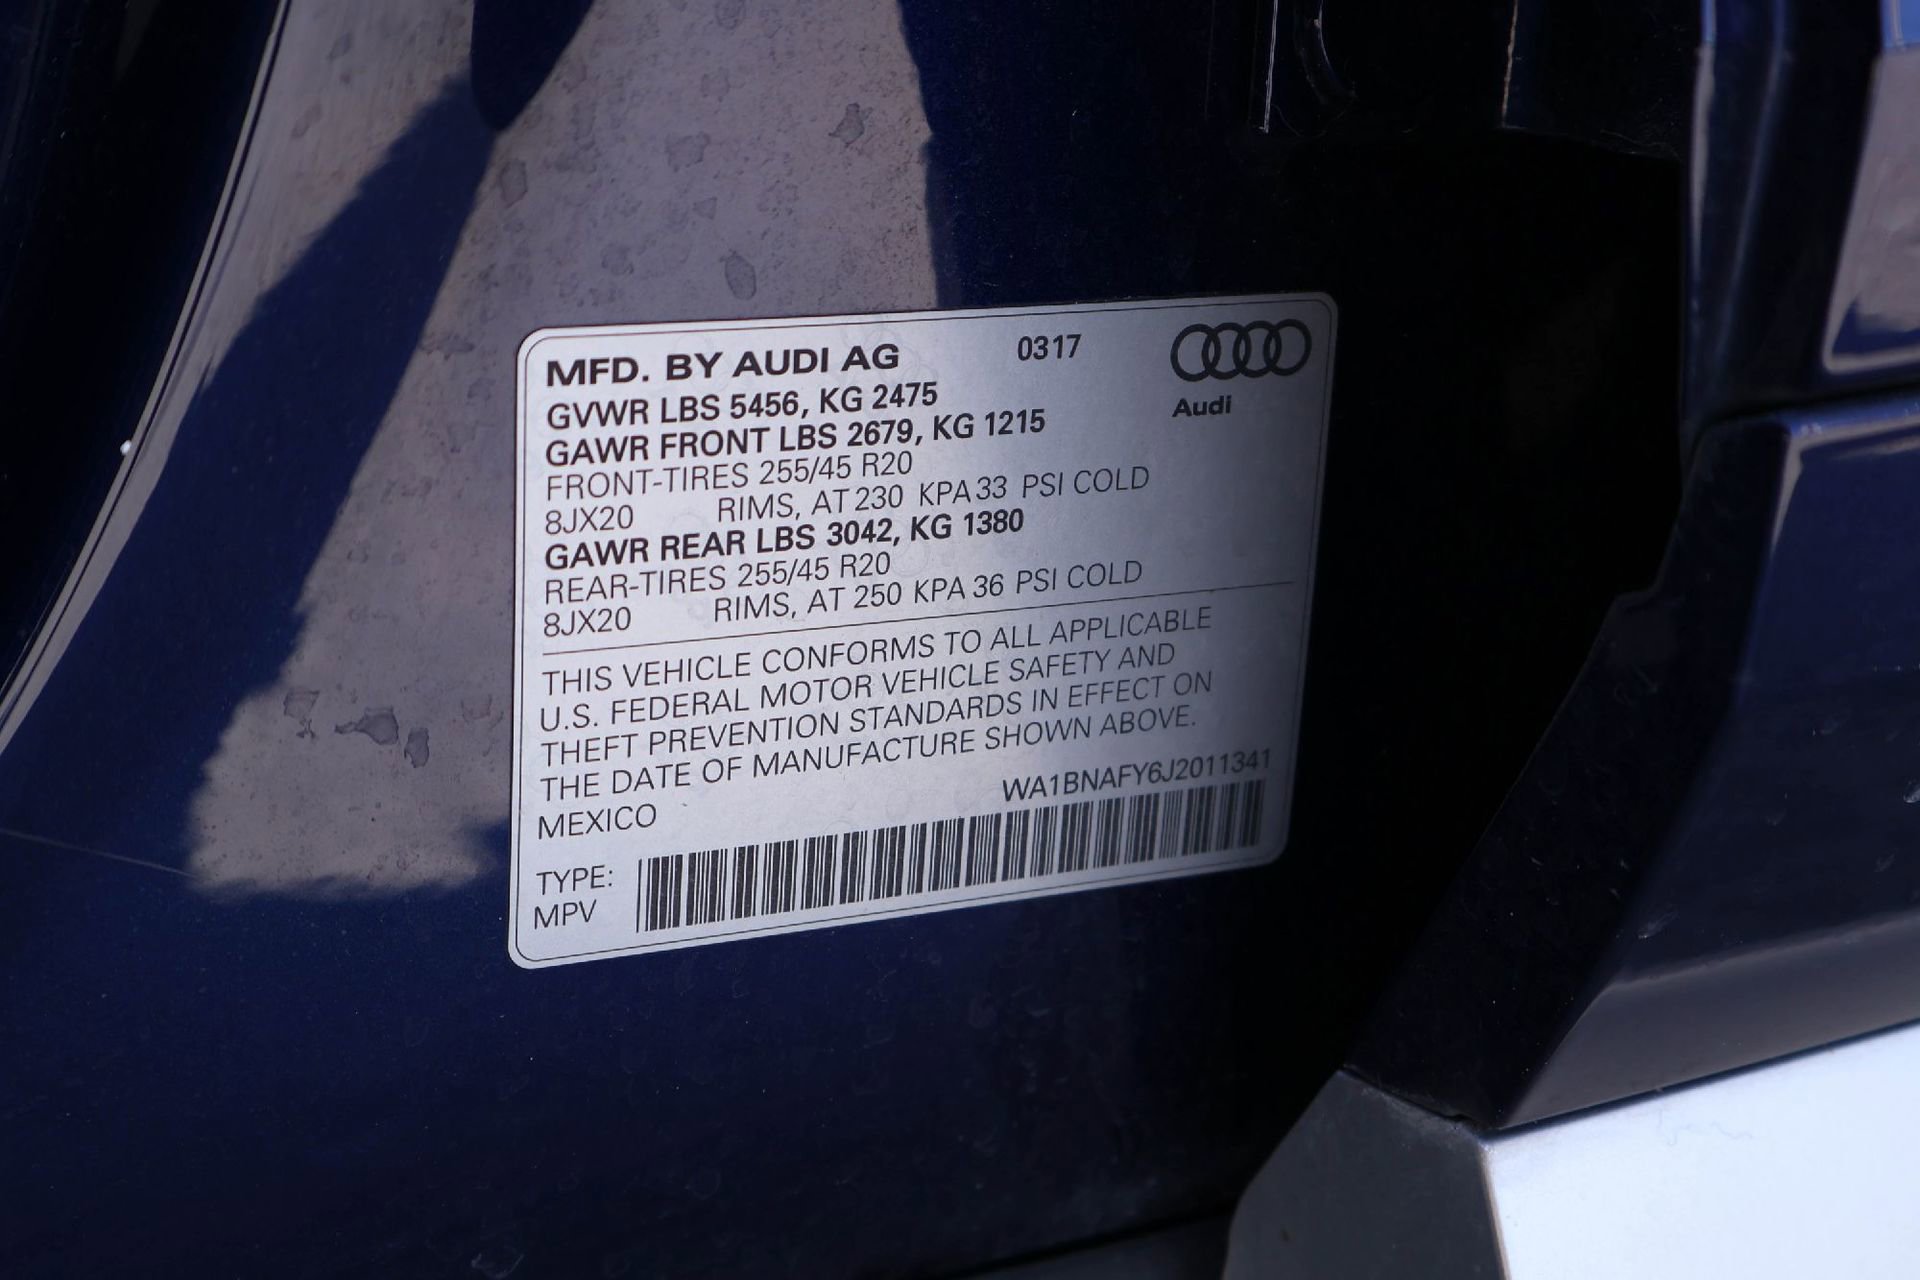 MFD. BY AUDI AG 0317
Audi
GVWR LBS 5456, KG 2475
GAWR FRONT LBS 2679, KG 1215
FRONT-TIRES 255/45 R20
8JX20 RIMS, AT 230 KPA 33 PSI COLD
GAWR REAR LBS 3042, KG 1380
REAR-TIRES 255/45 R20
8JX20 RIMS, AT 250 KPA 36 PSI COLD
THIS VEHICLE CONFORMS TO ALL APPLICABLE
U.S. FEDERAL MOTOR VEHICLE SAFETY AND
THEFT PREVENTION STANDARDS IN EFFECT ON
THE DATE OF MANUFACTURE SHOWN ABOVE.
MEXICO WA1BNAFY6J2011341
TYPE:
MPV